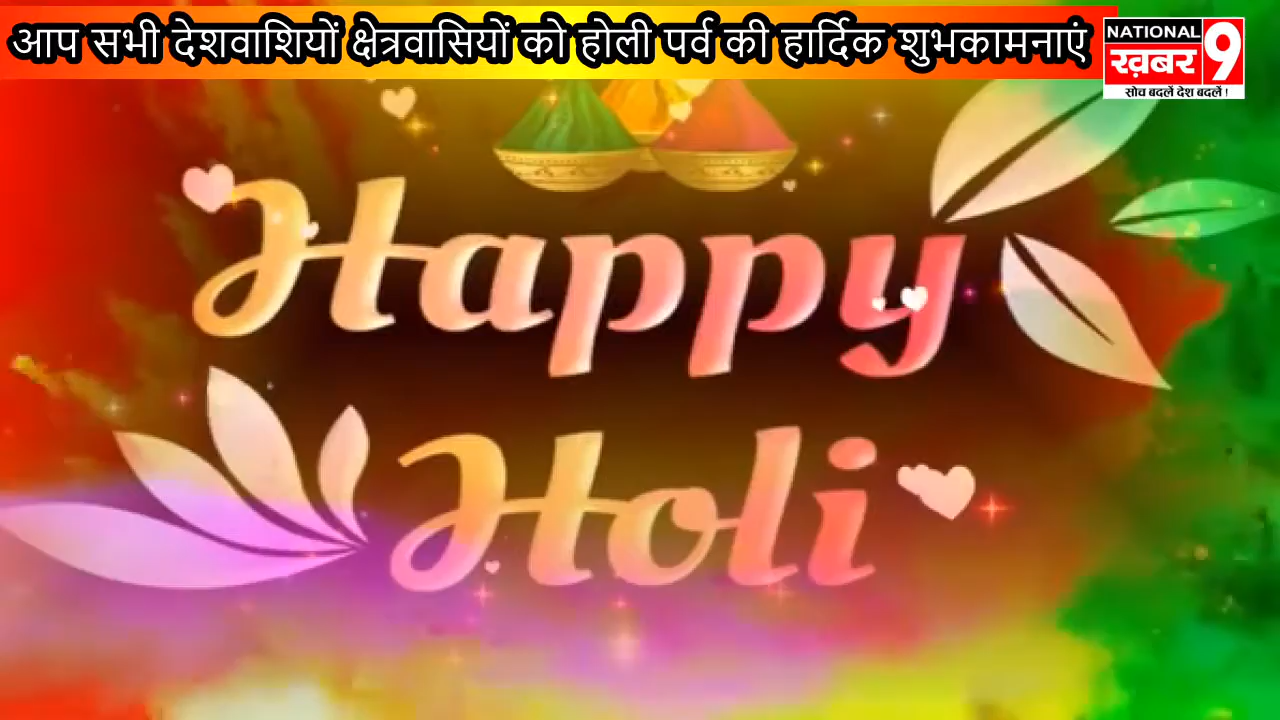 आप सभी देशवाशियों क्षेत्रवासियों को होली पर्व की हार्दिक शुभकामनाएं
NATIONAL
ख़बर 9
सोच बदलें देश बदलें !
Happy
Holi